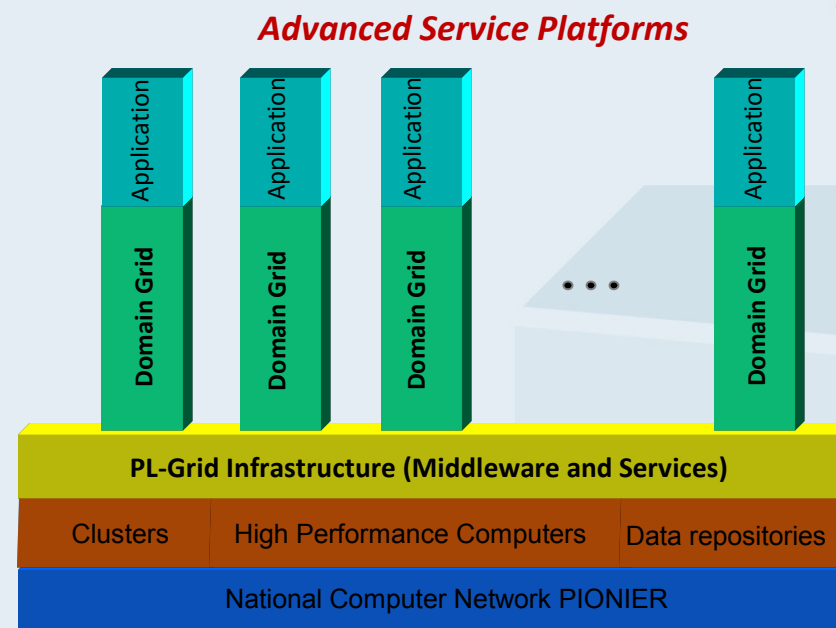 Advanced Service Platforms
Application
Application
Application
Application
Domain Grid
Domain Grid
Domain Grid
Domain Grid
PL-Grid Infrastructure (Middleware and Services)
Clusters
High Performance Computers
Data repositories
National Computer Network PIONIER